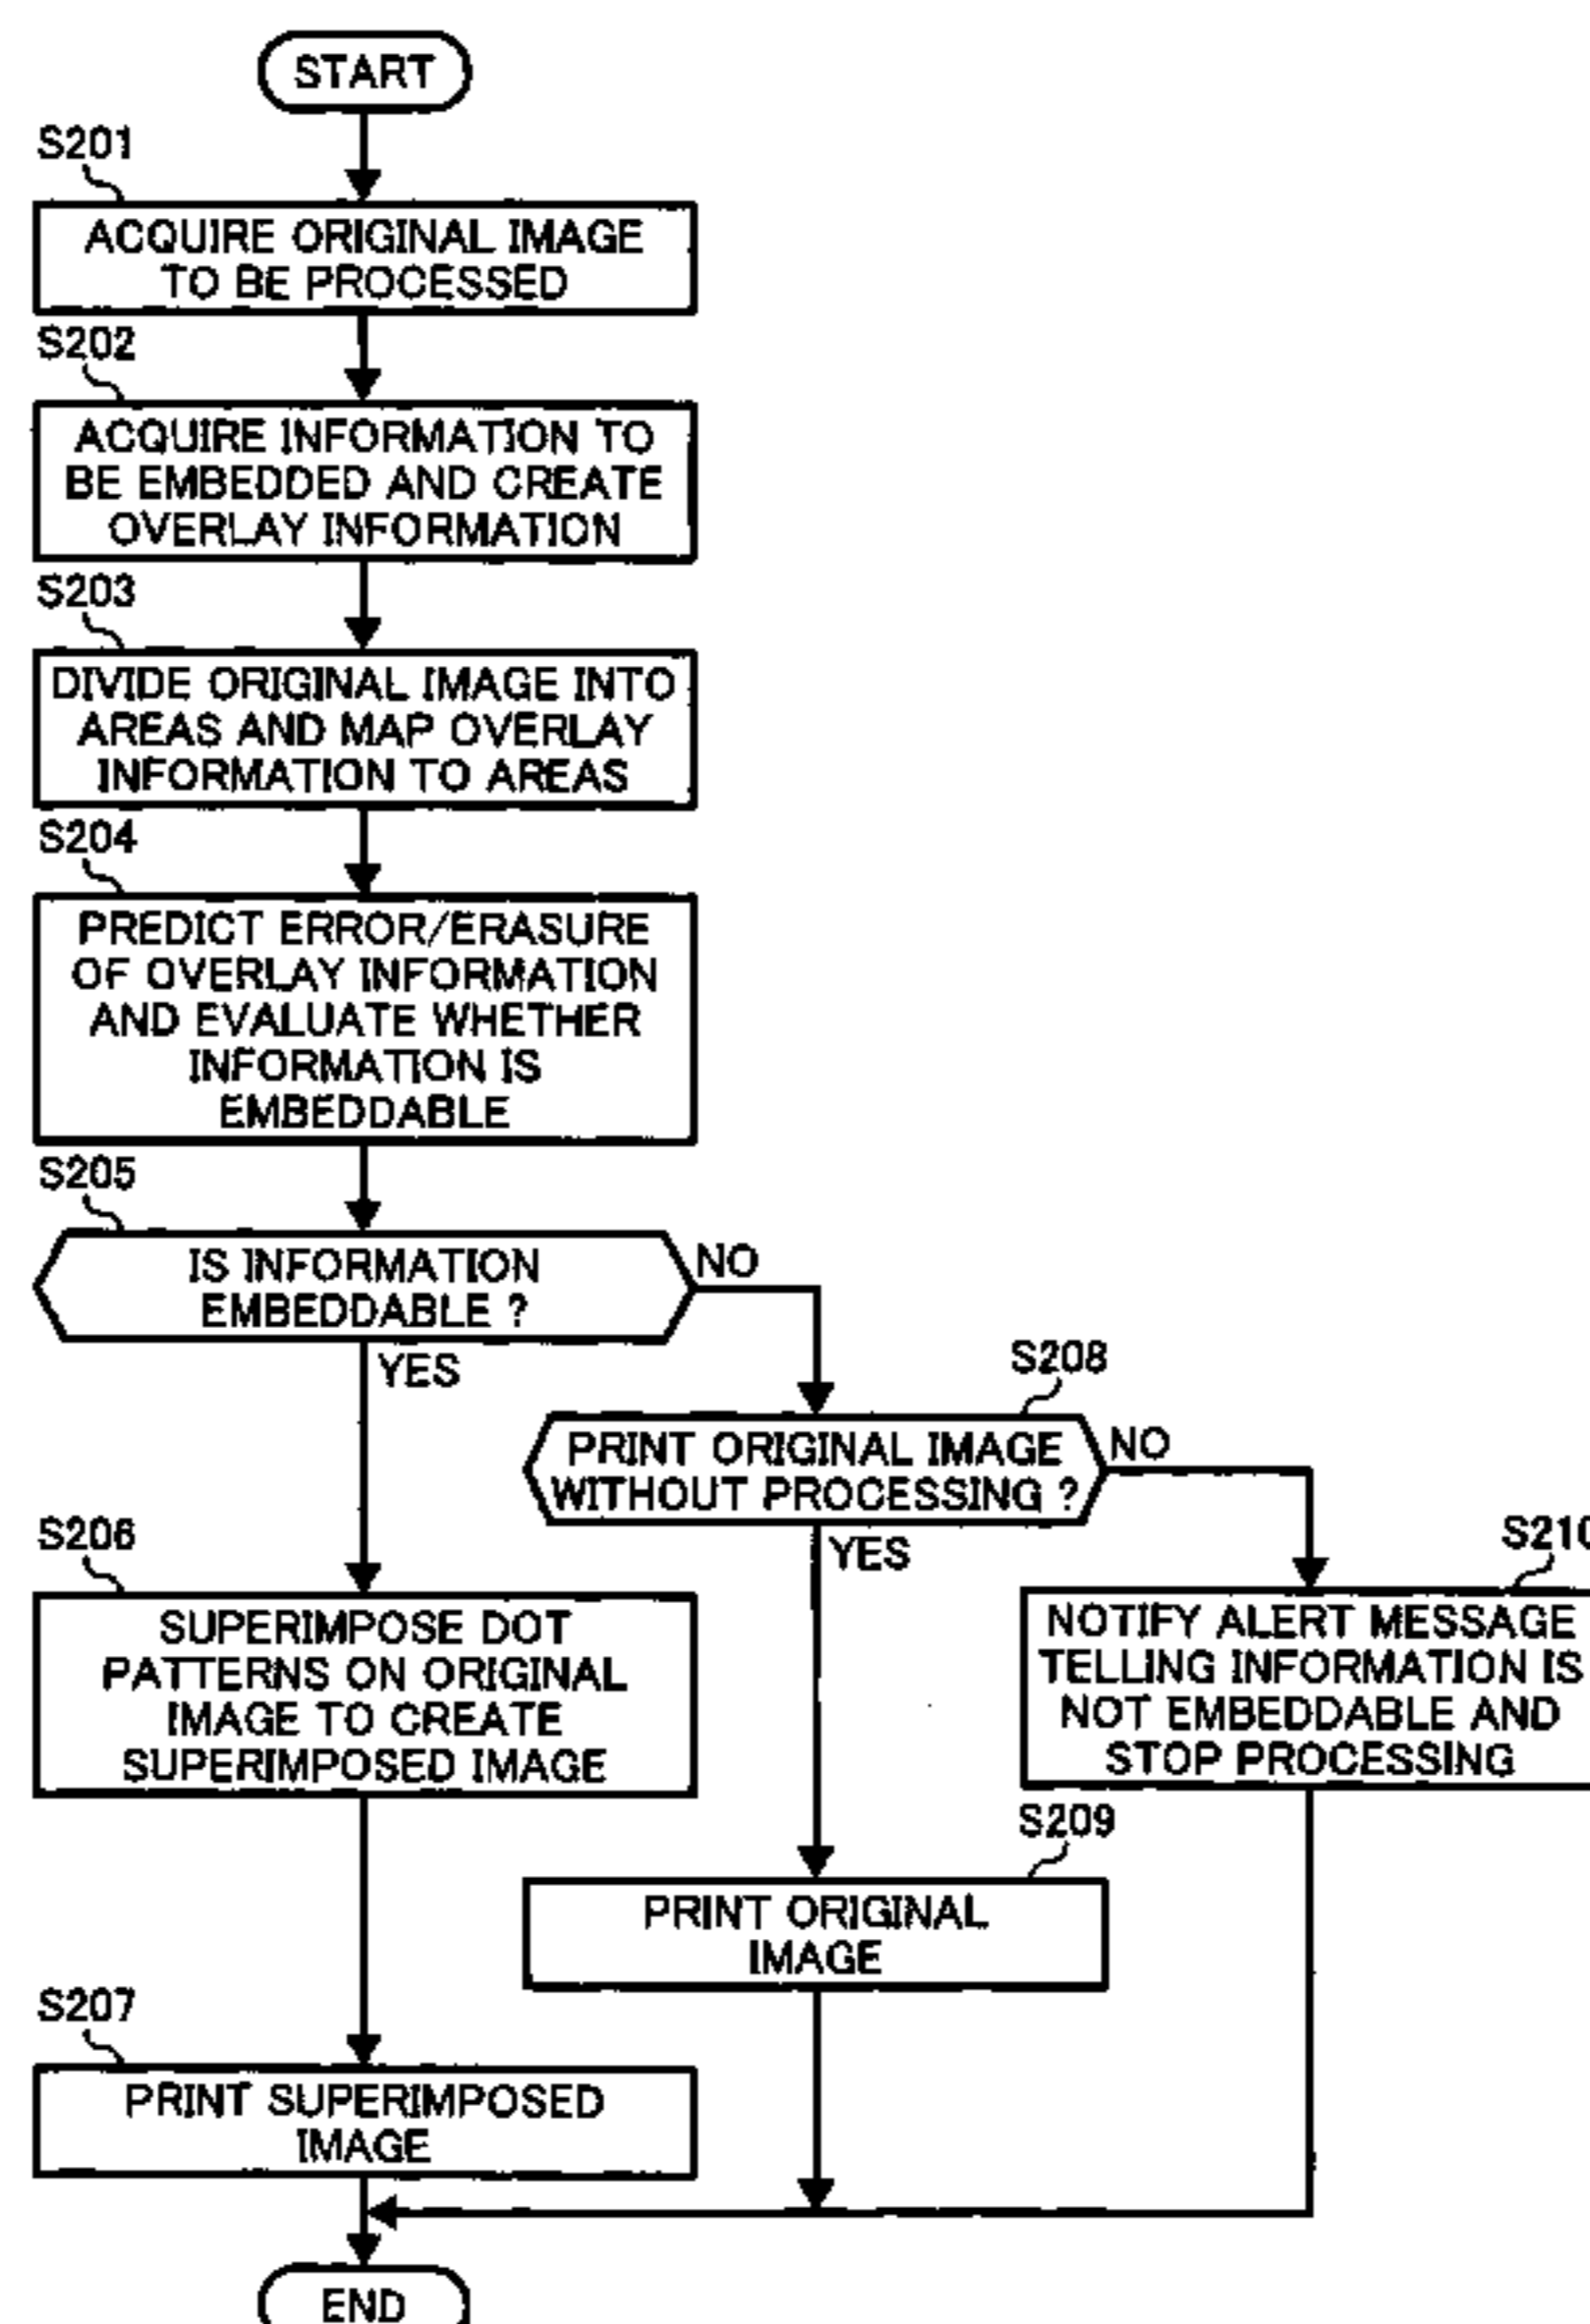 START
S201
ACQUIRE ORIGINAL IMAGE
TO BE PROCESSED
S202
ACQUIRE INFORMATION TO
BE EMBEDDED AND CREATE
OVERLAY INFORMATION
S203
DIVIDE ORIGINAL IMAGE INTO
AREAS AND MAP OVERLAY
INFORMATION TO AREAS
S204
PREDICT ERROR/ERASURE
OF OVERLAY INFORMATION
AND EVALUATE WHETHER
INFORMATION IS
EMBEDDABLE
S205
IS INFORMATION
EMBEDDABLE ?
NO
YES
S208
PRINT ORIGINAL IMAGE
WITHOUT PROCESSING ?
NO
YES
S206
SUPERIMPOSE DOT
PATTERNS ON ORIGINAL
IMAGE TO CREATE
SUPERIMPOSED IMAGE
S210
NOTIFY ALERT MESSAGE
TELLING INFORMATION IS
NOT EMBEDDABLE AND
STOP PROCESSING
S209
PRINT ORIGINAL
IMAGE
S207
PRINT SUPERIMPOSED
IMAGE
END